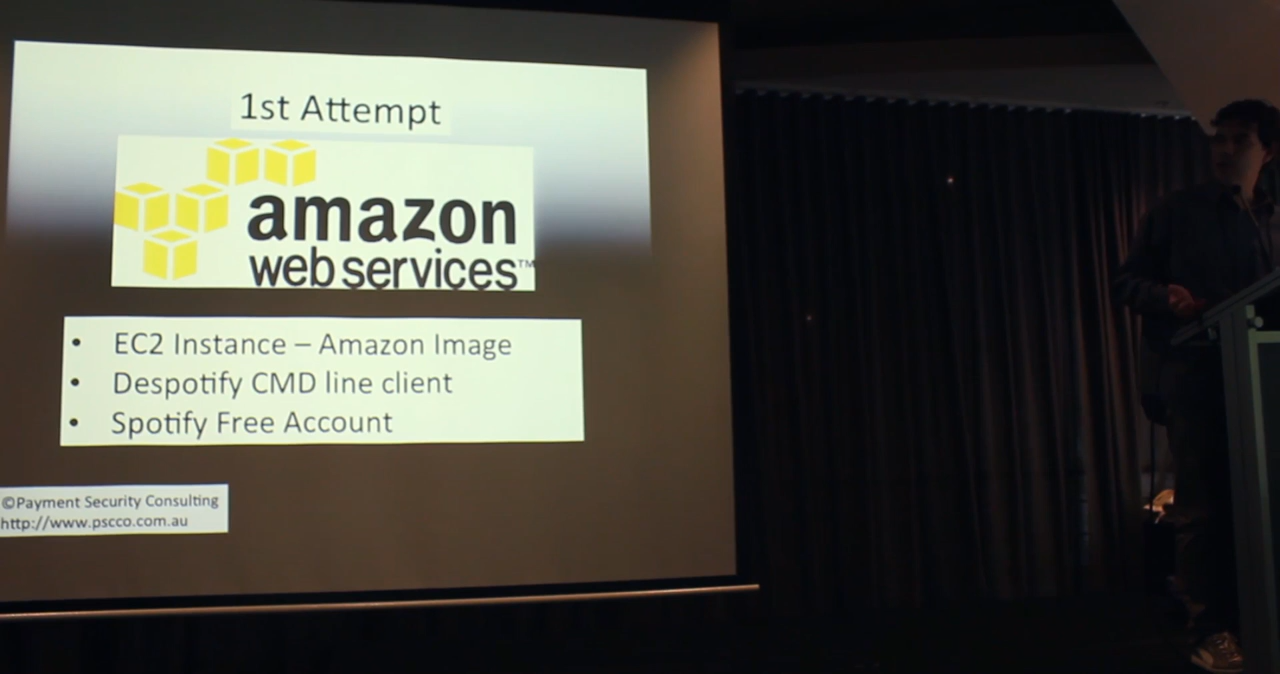 1st Attempt
amazon
web services™
• EC2 Instance – Amazon Image
• Despotify CMD line client
• Spotify Free Account
©Payment Security Consulting
http://www.pscco.com.au